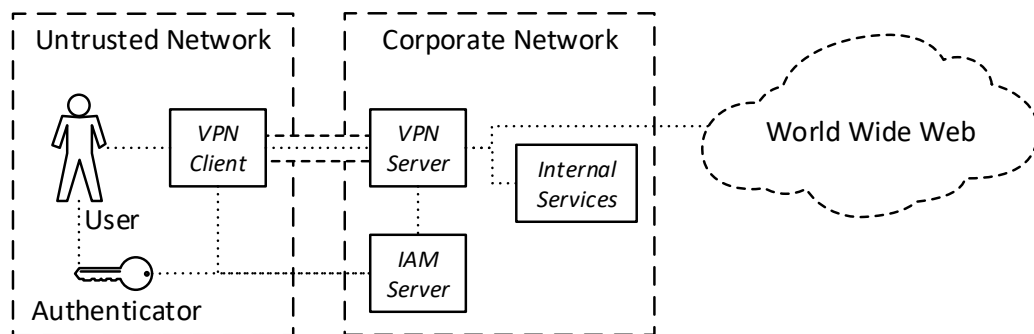 Untrusted Network
Corporate Network
VPN
Client
VPN
Server
World Wide Web
Internal
Services
User
IAM
Server
Authenticator